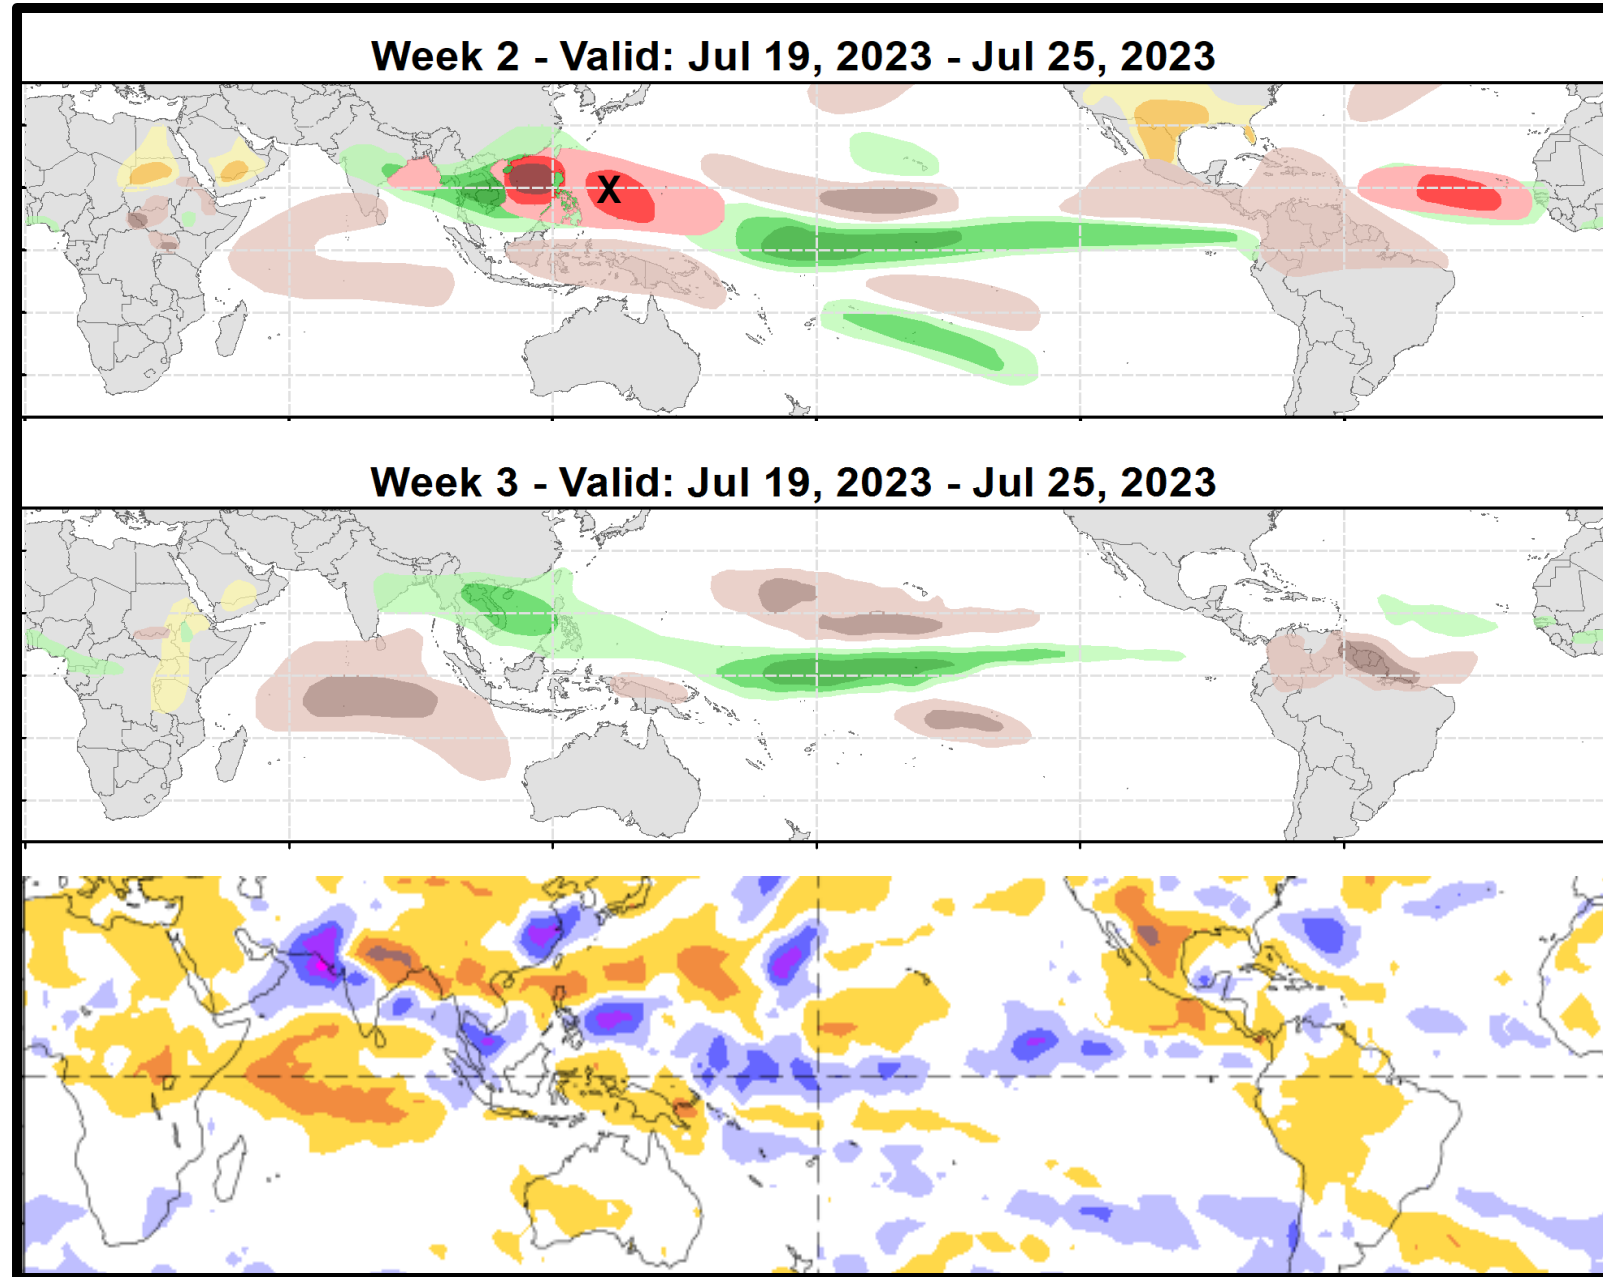 Week 2 - Valid: Jul 19, 2023 - Jul 25, 2023
X
Week 3 - Valid: Jul 19, 2023 - Jul 25, 2023